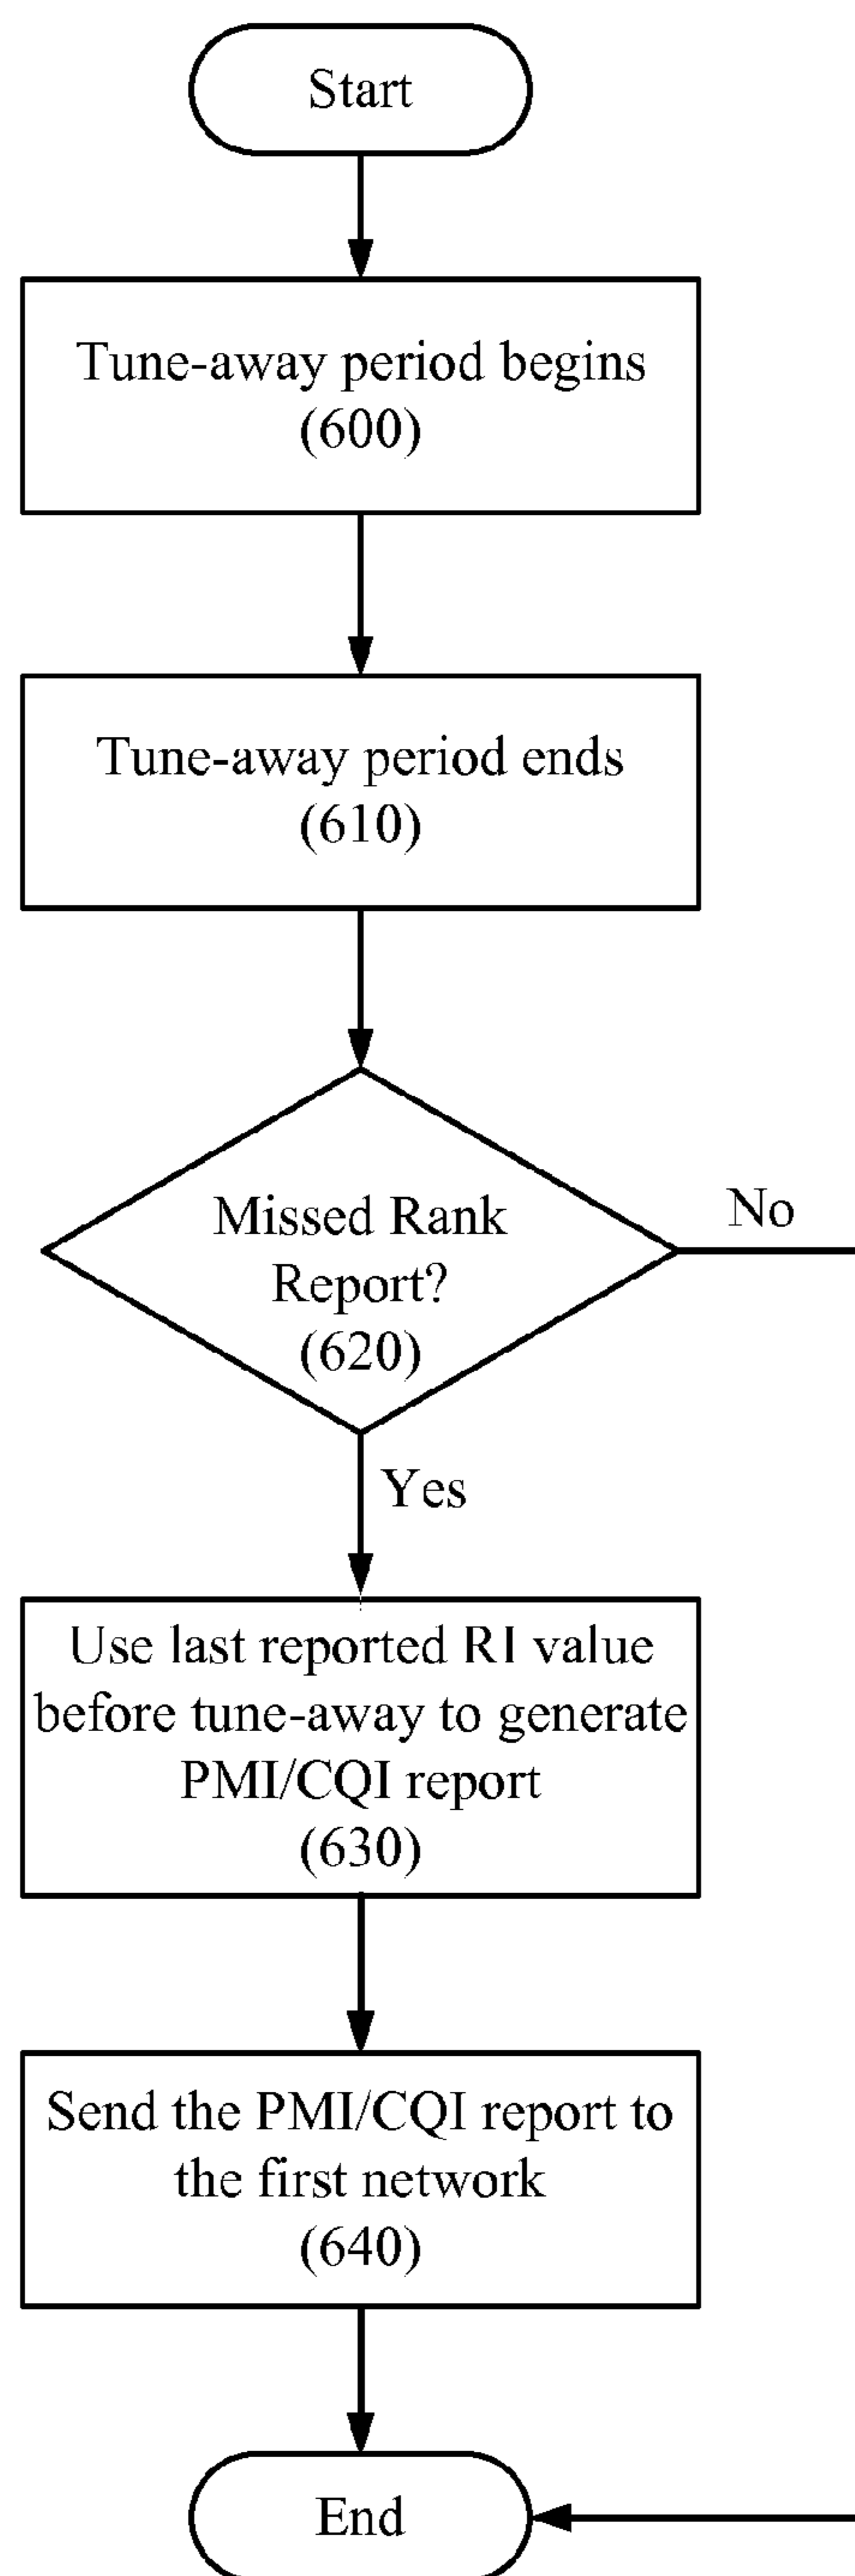 Start
Tune-away period begins
(600)
Tune-away period ends
(610)
Missed Rank
Report?
(620)
No
Yes
Use last reported RI value
before tune-away to generate
PMI/CQI report
(630)
Send the PMI/CQI report to
the first network
(640)
End